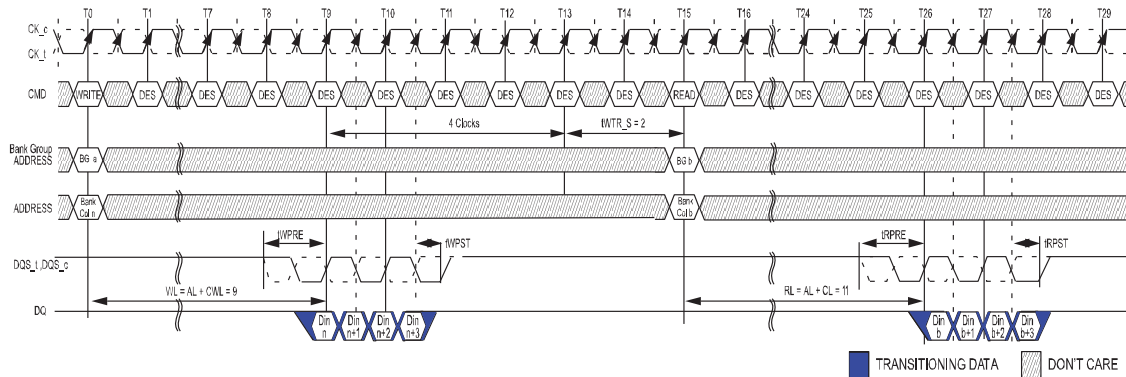 T0 T1 T7 T8 T9 T10 T11 T12 T13 T14 T15 T16 T24 T25 T26 T27 T28 T29
CK_c
CK_t
CMD WRITE DES DES DES DES DES DES DES DES DES READ DES DES DES DES DES DES DES
4 Clocks tWTR_S = 2
Bank Group
ADDRESS BG a BG b
ADDRESS Bank Col n Bank Col b
tWPRE tWPST tRPRE tRPST
DQS_t ,DQS_c
WL = AL + CWL = 9 RL = AL + CL = 11
DQ Din n Din n+1 Din n+2 Din n+3 Din b Din b+1 Din b+2 Din b+3
TRANSITIONING DATA DON'T CARE